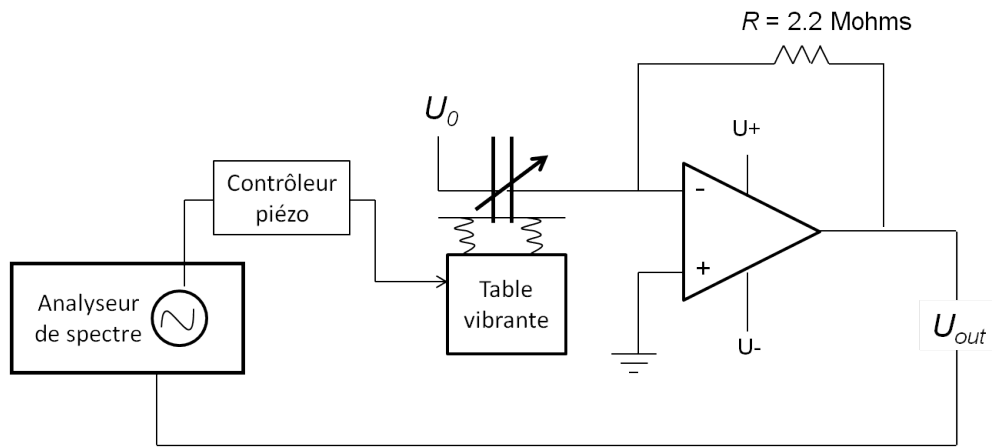 R = 2.2 Mohms
U0
U+
Contrôleur
piézo
-
+
Analyseur
de spectre
Table
vibrante
U-
Uout